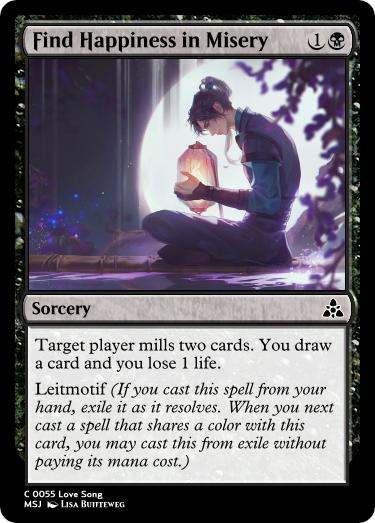 Find Happiness in Misery 1
Sorcery
Target player mills two cards. You draw
a card and you lose 1 life.
Leitmotif (If you cast this spell from your
hand, exile it as it resolves. When you next
cast a spell that shares a color with this
card, you may cast this from exile without
paying its mana cost.)
C 0055 Love Song
MSJ Lisa Buijteweg